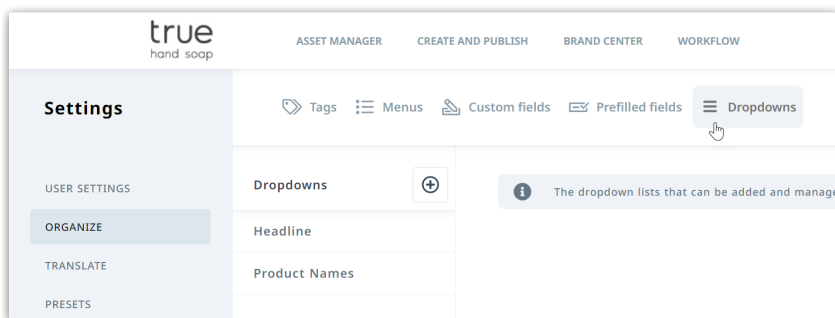 true
hand soap
ASSET MANAGER CREATE AND PUBLISH BRAND CENTER WORKFLOW
Settings
Tags Menus Custom fields Prefilled fields Dropdowns
USER SETTINGS
ORGANIZE
TRANSLATE
PRESETS
Dropdowns
Headline
Product Names
The dropdown lists that can be added and manage